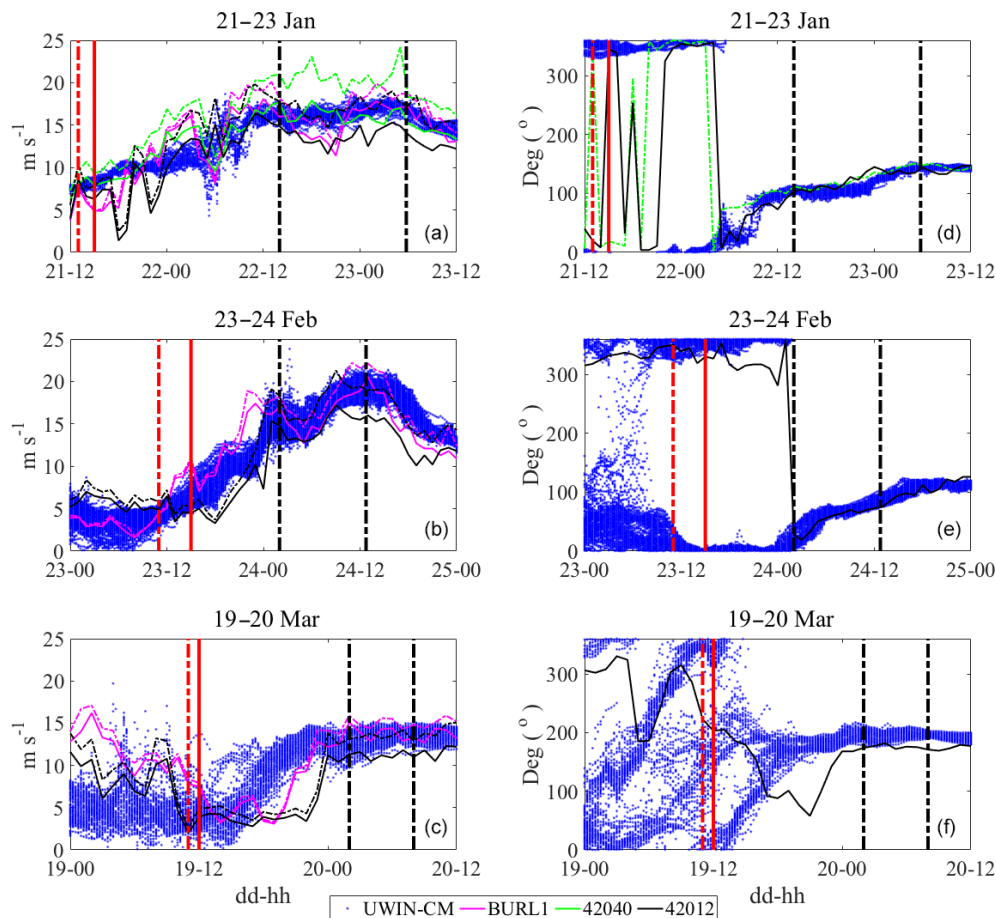 21–23 Jan
25
20
15
10
5
0
m s⁻¹
(a)
21-12 22-00 22-12 23-00 23-12
21–23 Jan
300
200
100
0
Deg ( ° )
(d)
21-12 22-00 22-12 23-00 23-12
23–24 Feb
25
20
15
10
5
0
m s⁻¹
(b)
23-00 23-12 24-00 24-12 25-00
23–24 Feb
300
200
100
0
Deg ( ° )
(e)
23-00 23-12 24-00 24-12 25-00
19–20 Mar
25
20
15
10
5
0
m s⁻¹
(c)
19-00 19-12 20-00 20-12
dd-hh
19–20 Mar
300
200
100
0
Deg ( ° )
(f)
19-00 19-12 20-00 20-12
dd-hh
UWIN-CM BURL1 42040 42012